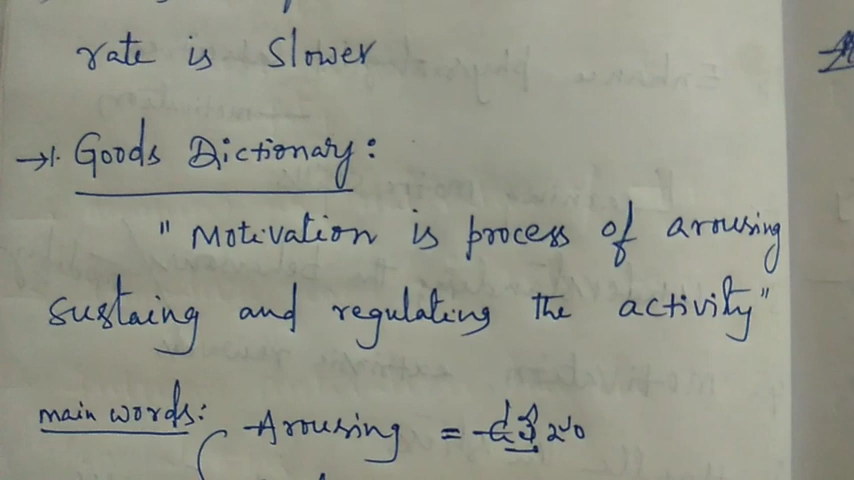 rate is Slower
→1. Goods Dictionary:
" Motivation is process of arousing
sustaing and regulating the activity"
main words: Arousing =